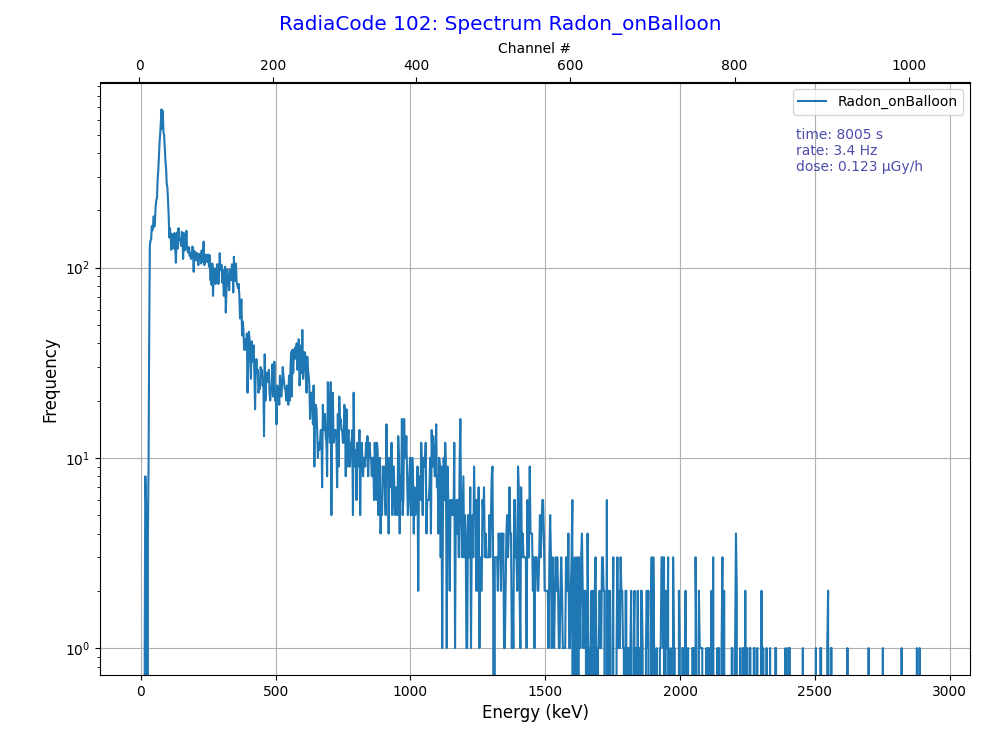 RadiaCode 102: Spectrum Radon_onBalloon
Channel #
0 200 400 600 800 1000
Radon_onBalloon
time: 8005 s
rate: 3.4 Hz
dose: 0.123 µGy/h
Frequency
10²
10¹
10⁰
0 500 1000 1500 2000 2500 3000
Energy (keV)